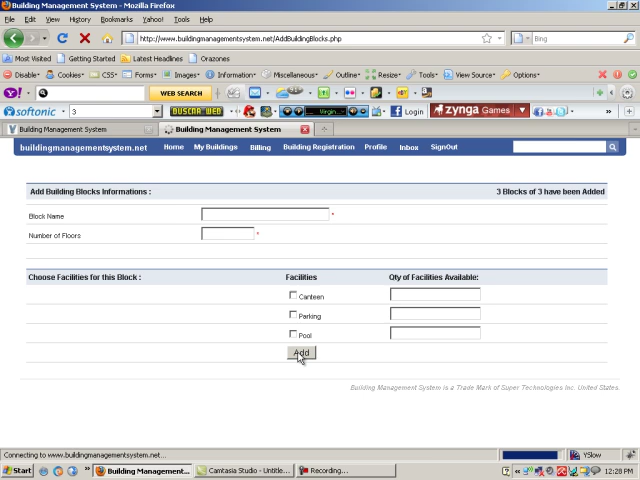 Building Management System - Mozilla Firefox
File Edit View History Bookmarks Yahoo! Tools Help
http://www.buildingmanagementsystem.net/AddBuildingBlocks.php
Bing
Most Visited Getting Started Latest Headlines Orazones
Disable Cookies CSS Forms Images Information Miscellaneous Outline Resize Tools View Source Options
Y! WEB SEARCH
softonic 3 BUSCAR WEB Virgin... Login zynga Games
Building Management System Building Management System
buildingmanagementsystem.net Home My Buildings Billing Building Registration Profile Inbox SignOut
Add Building Blocks Informations : 3 Blocks of 3 have been Added
Block Name *
Number of Floors *
Choose Facilities for this Block : Facilities Qty of Facilities Available:
Canteen
Parking
Pool
Add
Building Management System is a Trade Mark of Super Technologies Inc. United States.
Connecting to www.buildingmanagementsystem.net... YSlow
Start Building Management... Camtasia Studio - Untitle... Recording... 12:28 PM